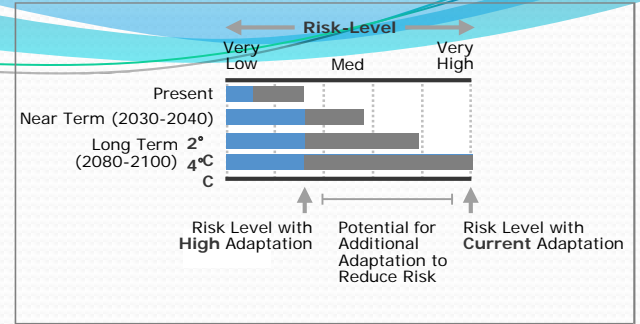 Risk-Level
Very Low
Med
Very High
Present
Near Term (2030-2040)
Long Term (2080-2100)
2°C
4°C
Risk Level with
High Adaptation
Potential for
Additional
Adaptation to
Reduce Risk
Risk Level with
Current Adaptation